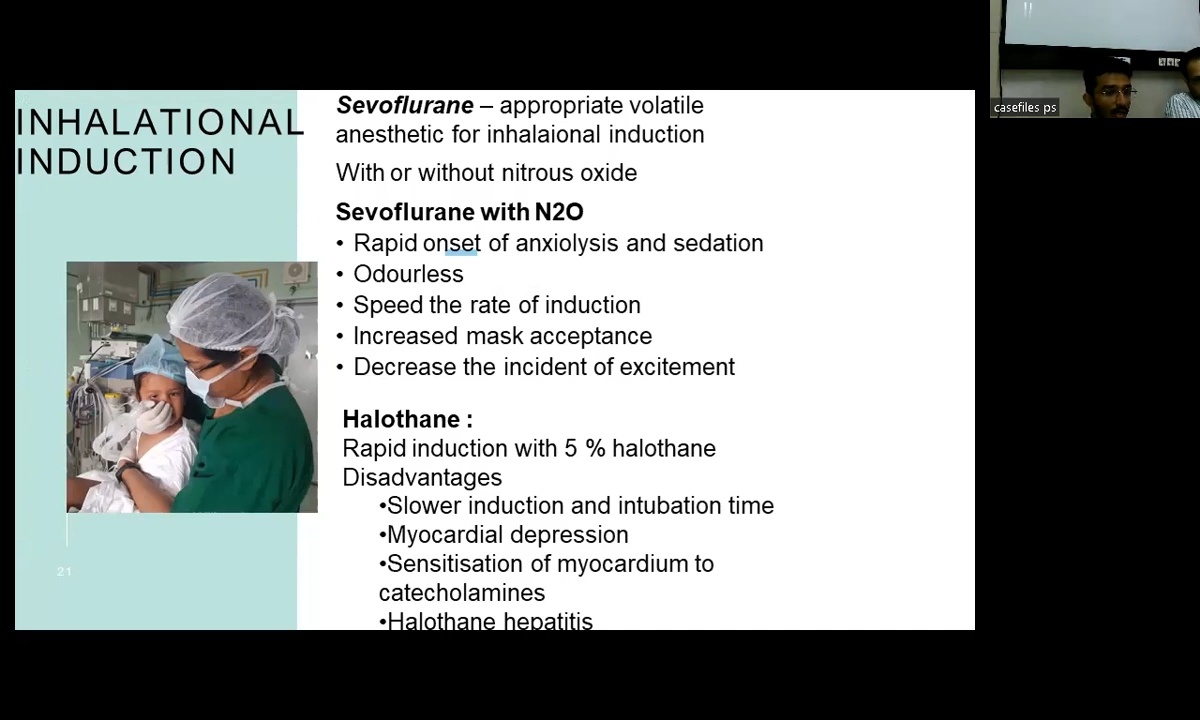 INHALATIONAL
INDUCTION
Sevoflurane – appropriate volatile
anesthetic for inhalaional induction
With or without nitrous oxide
Sevoflurane with N2O
• Rapid onset of anxiolysis and sedation
• Odourless
• Speed the rate of induction
• Increased mask acceptance
• Decrease the incident of excitement
Halothane :
Rapid induction with 5 % halothane
Disadvantages
•Slower induction and intubation time
•Myocardial depression
•Sensitisation of myocardium to
catecholamines
•Halothane hepatitis
21
casefiles ps